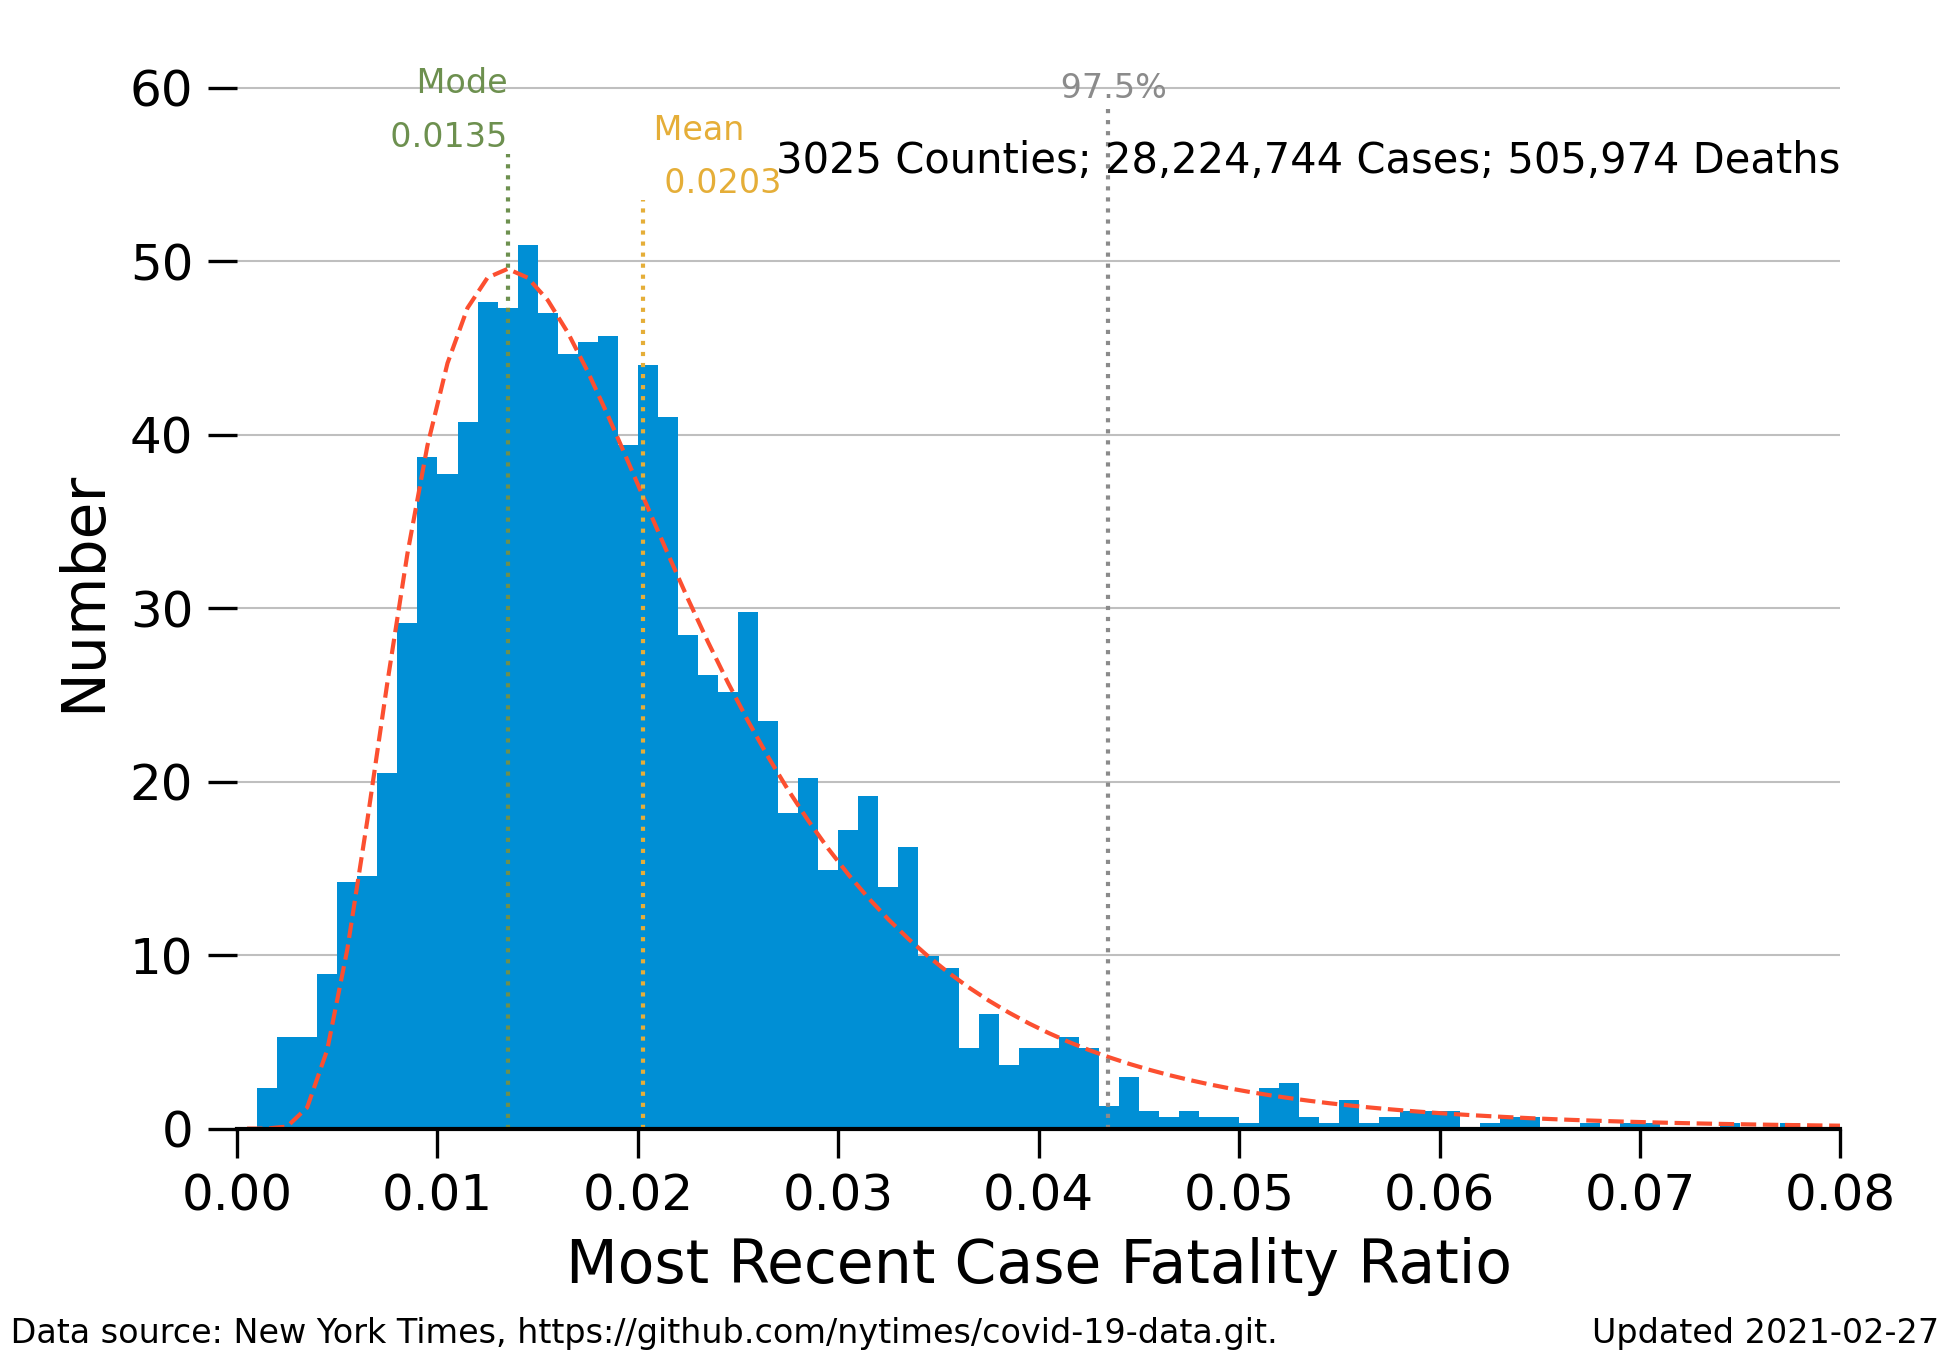 60
Mode
97.5%
Mean
0.0135
3025 Counties; 28,224,744 Cases; 505,974 Deaths
0.0203
50
40
Number
30
20
10
0
0.00 0.01 0.02 0.03 0.04 0.05 0.06 0.07 0.08
Most Recent Case Fatality Ratio
Data source: New York Times, https://github.com/nytimes/covid-19-data.git.
Updated 2021-02-27